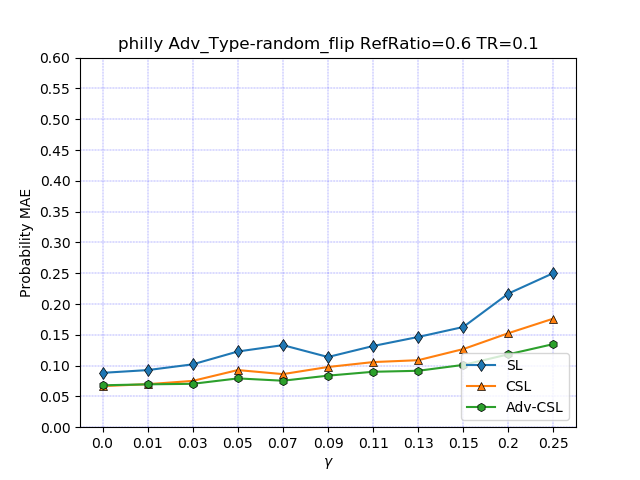 philly Adv_Type-random_flip RefRatio=0.6 TR=0.1
Probability MAE
0.60
0.55
0.50
0.45
0.40
0.35
0.30
0.25
0.20
0.15
0.10
0.05
0.00
SL
CSL
Adv-CSL
0.0 0.01 0.03 0.05 0.07 0.09 0.11 0.13 0.15 0.2 0.25
γ